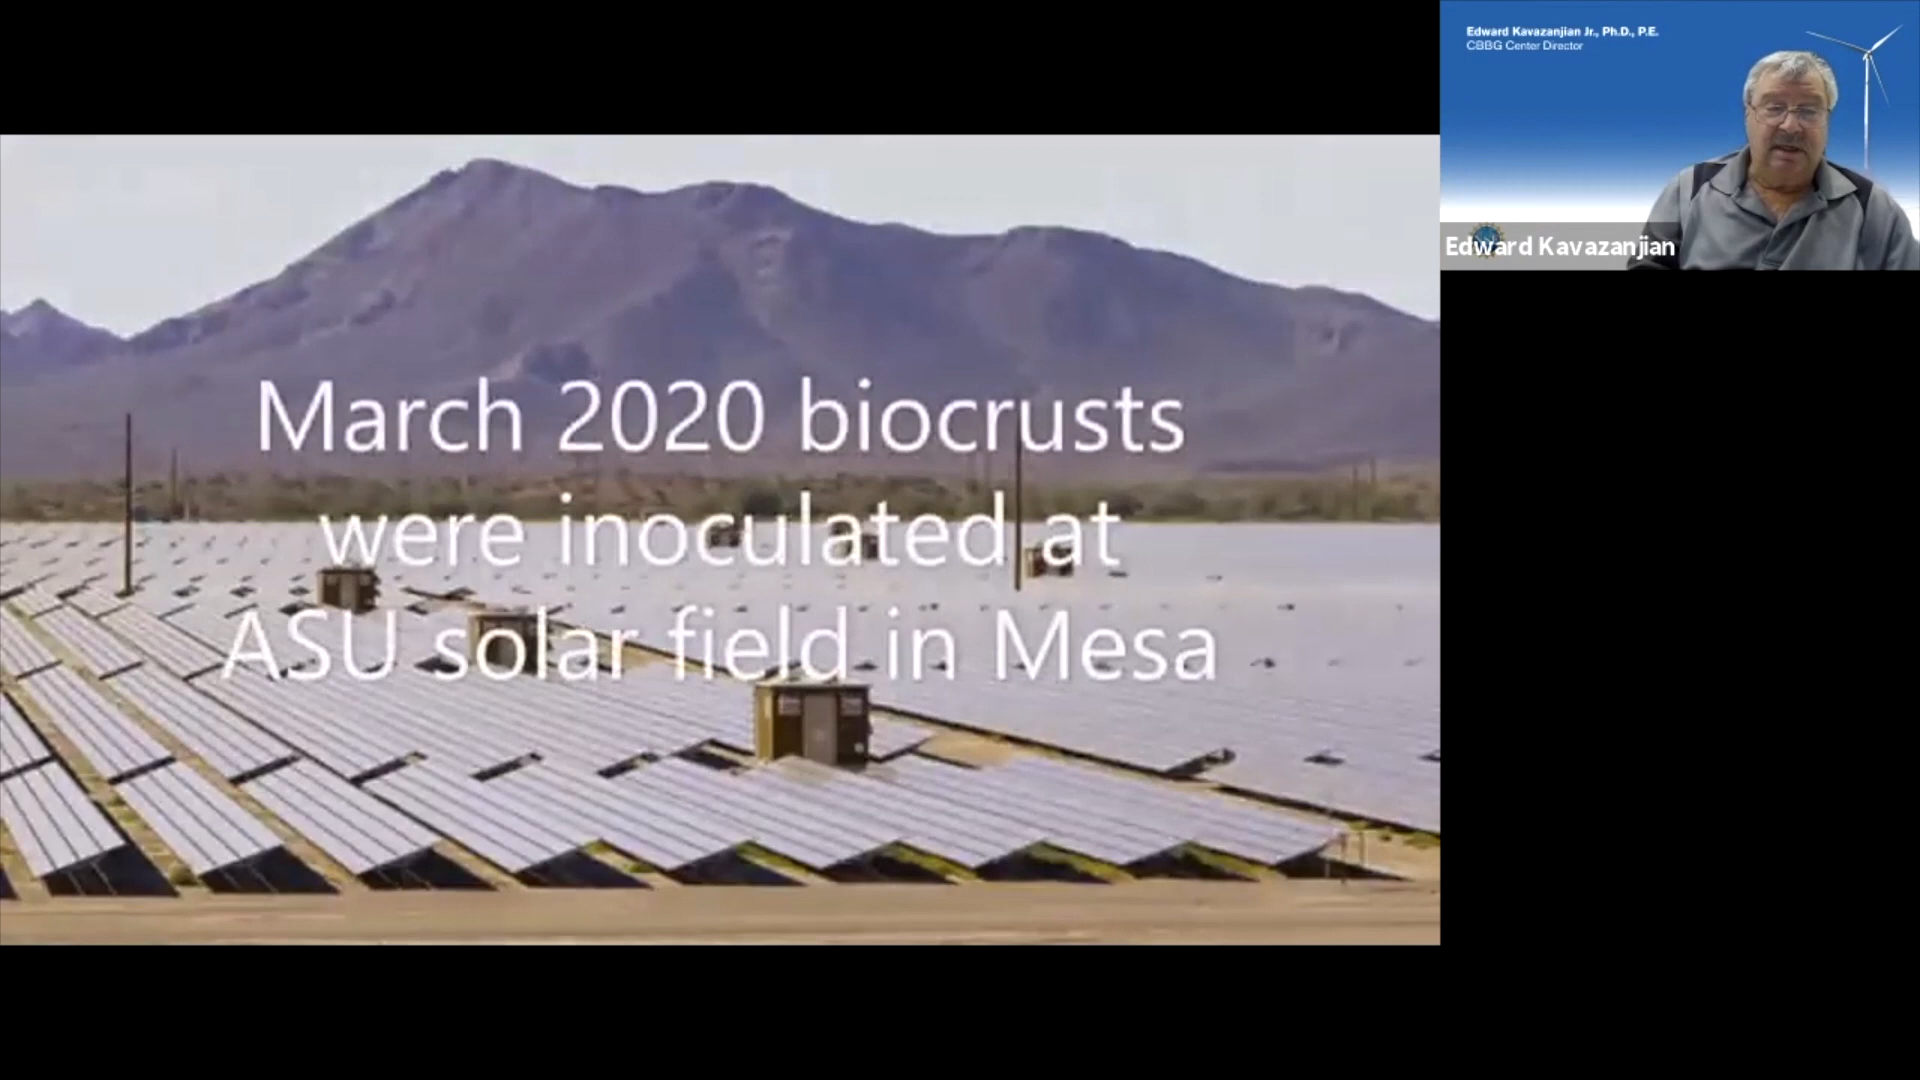 March 2020 biocrusts
were inoculated at
ASU solar field in Mesa
Edward Kavazanjian Jr., Ph.D., P.E.
CBBG Center Director
Edward Kavazanjian